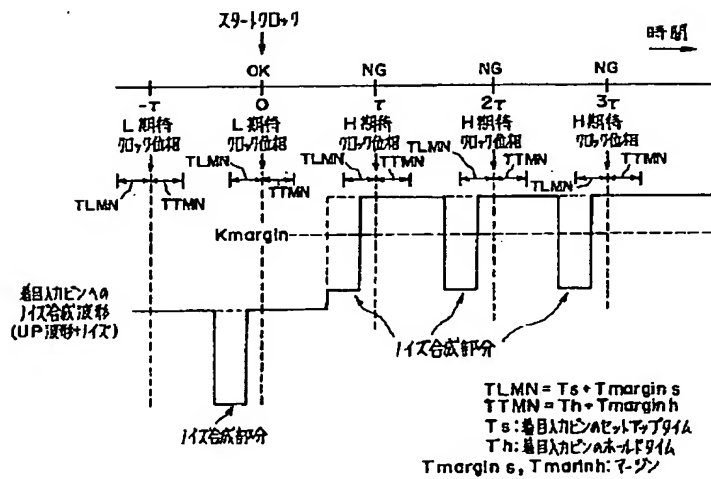 スタートクロック
時間
OK NG NG NG
-τ 0 τ 2τ 3τ
L期待 L期待 H期待 H期待 H期待
クロック位相 クロック位相 クロック位相 クロック位相 クロック位相
TLMN TTMN TLMN TTMN TLMN TTMN TLMN TTMN TLMN TTMN
Kmargin
着目入力ピンへの
ノイズ合成波形
(UP波形+ノイズ)
ノイズ合成部分
ノイズ合成部分
TLMN=Ts+Tmargin s
TTMN=Th+Tmargin h
Ts:着目入力ピンのセットアップタイム
Th:着目入力ピンのホールドタイム
Tmargin s, Tmarinh:マージン